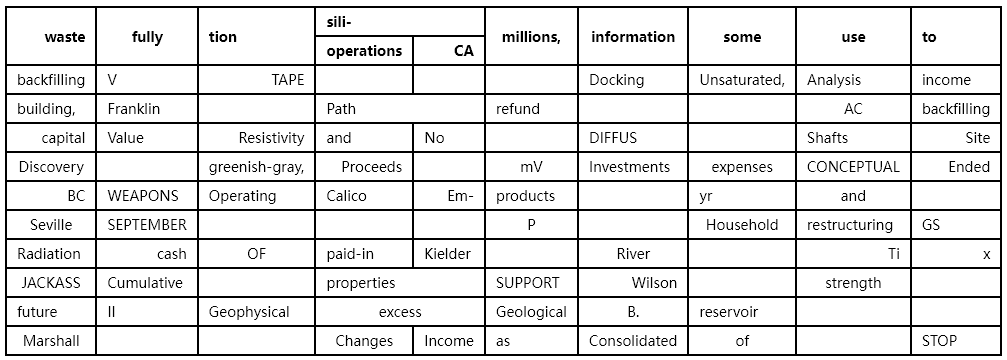 waste fully tion sili- millions, information some use to
operations CA
backfilling V TAPE Docking Unsaturated, Analysis income
building, Franklin Path refund AC backfilling
capital Value Resistivity and No DIFFUS Shafts Site
Discovery greenish-gray, Proceeds mV Investments expenses CONCEPTUAL Ended
BC WEAPONS Operating Calico Em- products yr and
Seville SEPTEMBER P Household restructuring GS
Radiation cash OF paid-in Kielder River Ti x
JACKASS Cumulative properties SUPPORT Wilson strength
future II Geophysical excess Geological B. reservoir
Marshall Changes Income as Consolidated of STOP